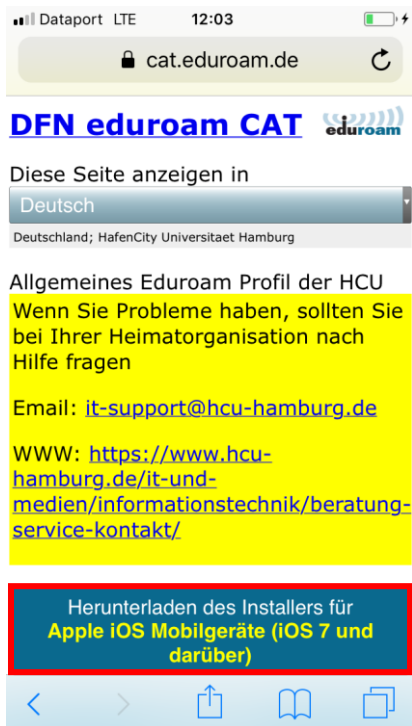 Dataport LTE 12:03
cat.eduroam.de
DFN eduroam CAT eduroam
Diese Seite anzeigen in
Deutsch
Deutschland; HafenCity Universitaet Hamburg
Allgemeines Eduroam Profil der HCU
Wenn Sie Probleme haben, sollten Sie
bei Ihrer Heimatorganisation nach
Hilfe fragen
Email: it-support@hcu-hamburg.de
WWW: https://www.hcu-
hamburg.de/it-und-
medien/informationstechnik/beratung-
service-kontakt/
Herunterladen des Installers für
Apple iOS Mobilgeräte (iOS 7 und
darüber)